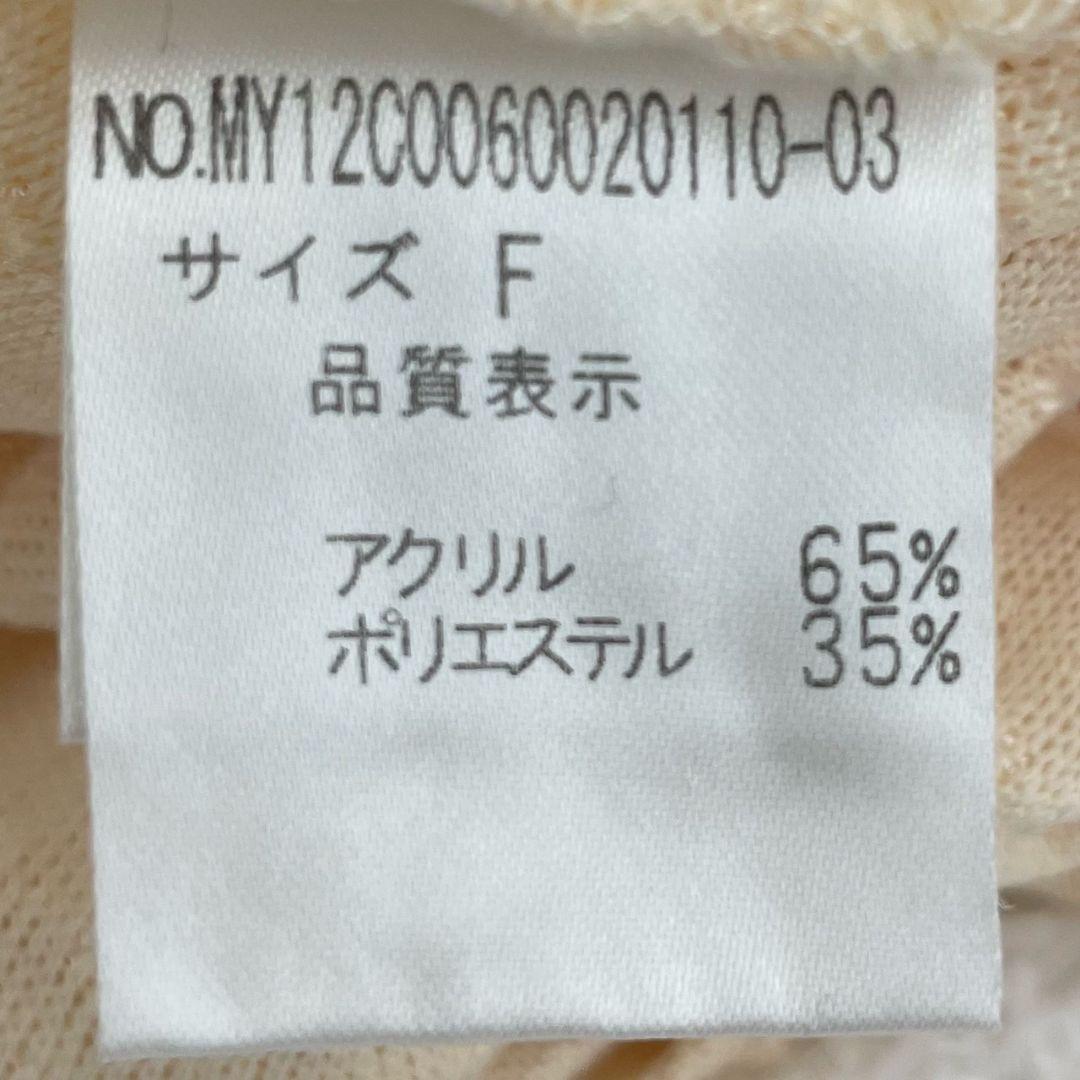 NO.MY12C0060020110-03
サイズ F
品質表示
アクリル 65%
ポリエステル 35%